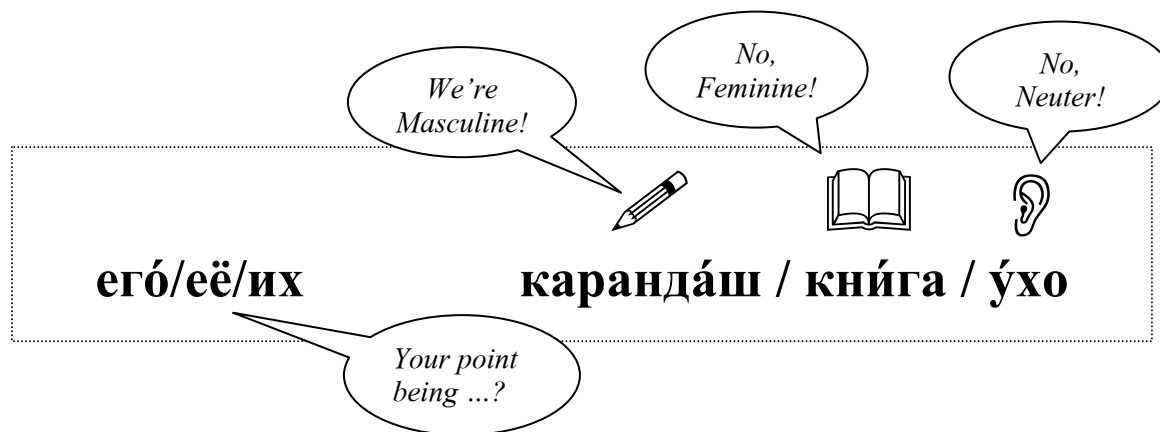 We’re
Masculine!
No,
Feminine!
No,
Neuter!
его́/её/их
каранда́ш / кни́га / у́хо
Your point
being …?